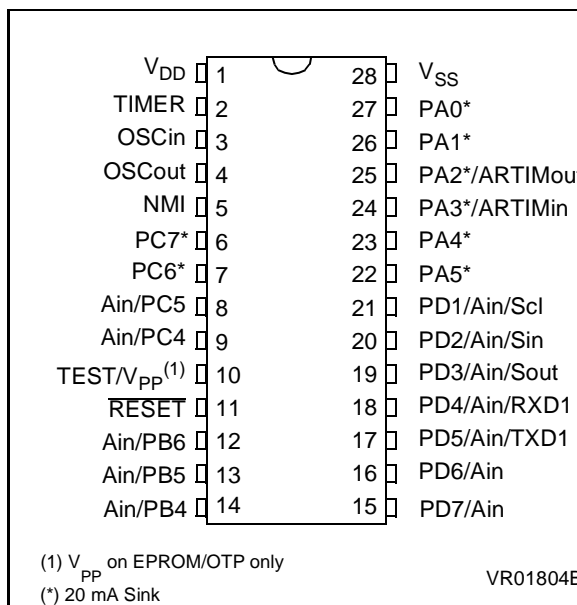 VDD 1 28 VSS
TIMER 2 27 PA0*
OSCin 3 26 PA1*
OSCout 4 25 PA2*/ARTIMout
NMI 5 24 PA3*/ARTIMin
PC7* 6 23 PA4*
PC6* 7 22 PA5*
Ain/PC5 8 21 PD1/Ain/Scl
Ain/PC4 9 20 PD2/Ain/Sin
TEST/VPP(1) 10 19 PD3/Ain/Sout
RESET 11 18 PD4/Ain/RXD1
Ain/PB6 12 17 PD5/Ain/TXD1
Ain/PB5 13 16 PD6/Ain
Ain/PB4 14 15 PD7/Ain
(1) VPP on EPROM/OTP only
(*) 20 mA Sink
VR01804E